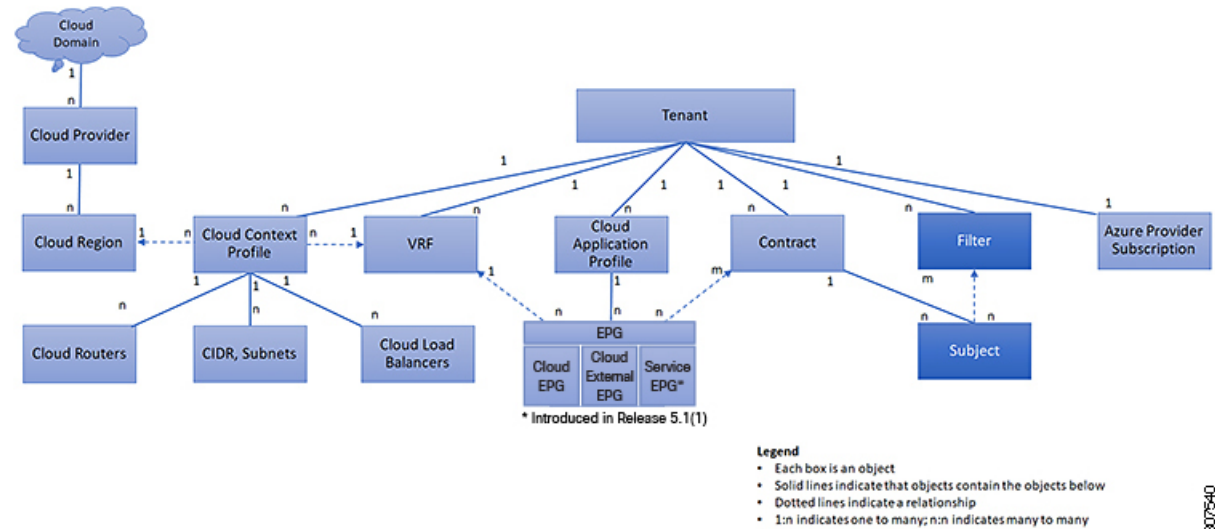 Cloud
Domain
1
n
Cloud Provider
Tenant
1
1
1
1
1
1
1
n
n
n
n
n
n
1
Cloud Region
1
n
Cloud Context
Profile
n
1
VRF
Cloud
Application
Profile
Contract
Filter
Azure Provider
Subscription
1
1
1
1
1
m
1
m
n
n
n
n
n
n
n
n
Cloud Routers
CIDR, Subnets
Cloud Load
Balancers
EPG
Cloud
EPG
Cloud
External
EPG
Service
EPG*
Subject
* Introduced in Release 5.1(1)
Legend
• Each box is an object
• Solid lines indicate that objects contain the objects below
• Dotted lines indicate a relationship
• 1:n indicates one to many; n:n indicates many to many
307540